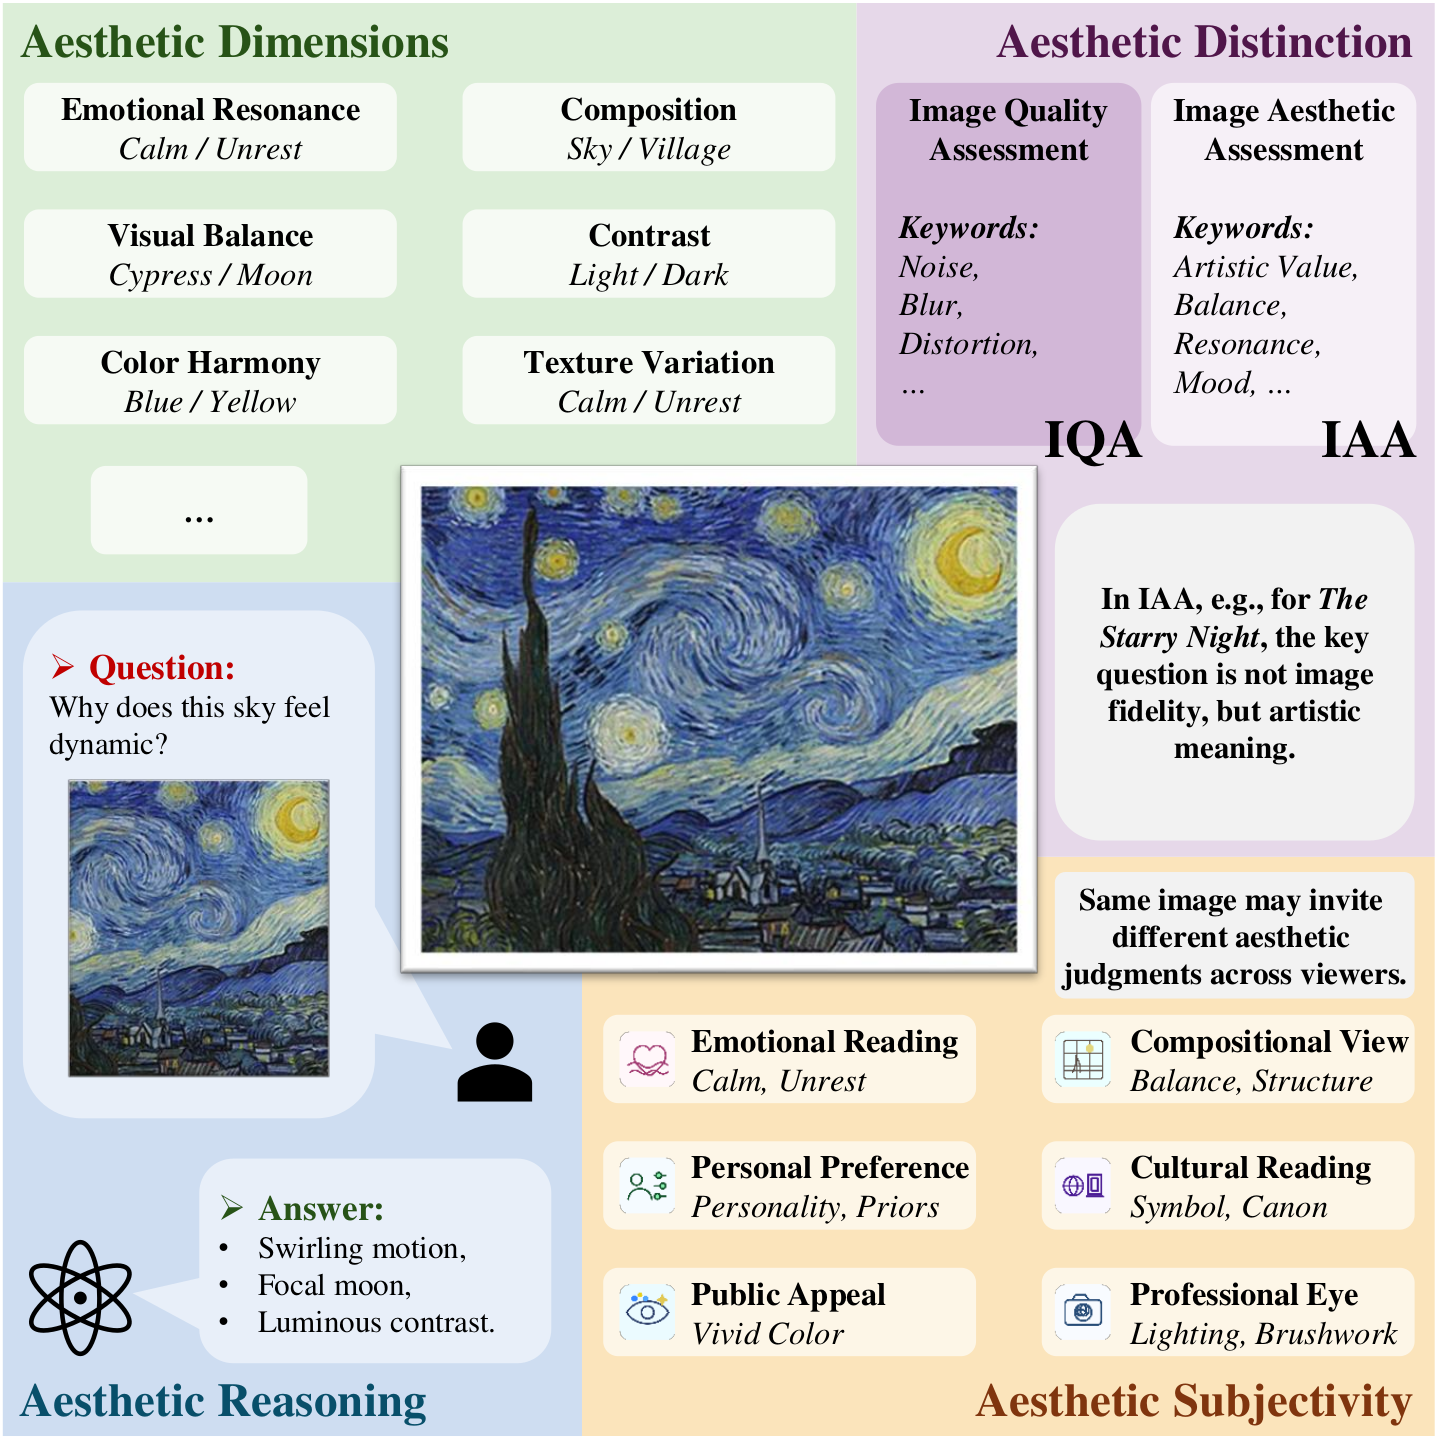 Aesthetic Dimensions
Emotional Resonance
Calm / Unrest
Composition
Sky / Village
Visual Balance
Cypress / Moon
Contrast
Light / Dark
Color Harmony
Blue / Yellow
Texture Variation
Calm / Unrest
...
Aesthetic Distinction
Image Quality
Assessment
Keywords:
Noise,
Blur,
Distortion,
...
IQA
Image Aesthetic
Assessment
Keywords:
Artistic Value,
Balance,
Resonance,
Mood, ...
IAA
In IAA, e.g., for The
Starry Night, the key
question is not image
fidelity, but artistic
meaning.
➢ Question:
Why does this sky feel
dynamic?
➢ Answer:
• Swirling motion,
• Focal moon,
• Luminous contrast.
Aesthetic Reasoning
Same image may invite
different aesthetic
judgments across viewers.
Emotional Reading
Calm, Unrest
Compositional View
Balance, Structure
Personal Preference
Personality, Priors
Cultural Reading
Symbol, Canon
Public Appeal
Vivid Color
Professional Eye
Lighting, Brushwork
Aesthetic Subjectivity